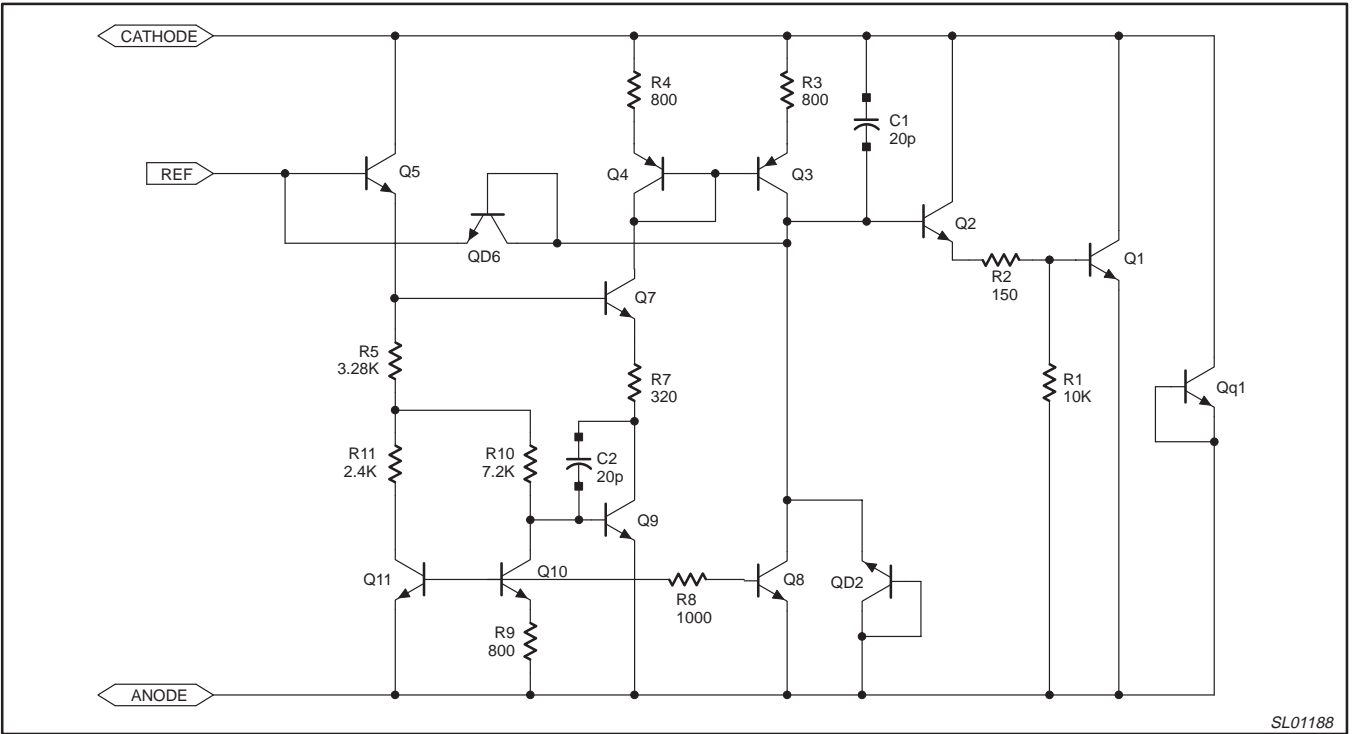 CATHODE
R4
800
R3
800
C1
20p
REF
Q5
Q4
Q3
Q2
QD6
R2
150
Q1
Q7
R5
3.28K
R7
320
R1
10K
Qq1
R11
2.4K
R10
7.2K
C2
20p
Q9
Q11
Q10
R8
1000
Q8
QD2
R9
800
ANODE
SL01188